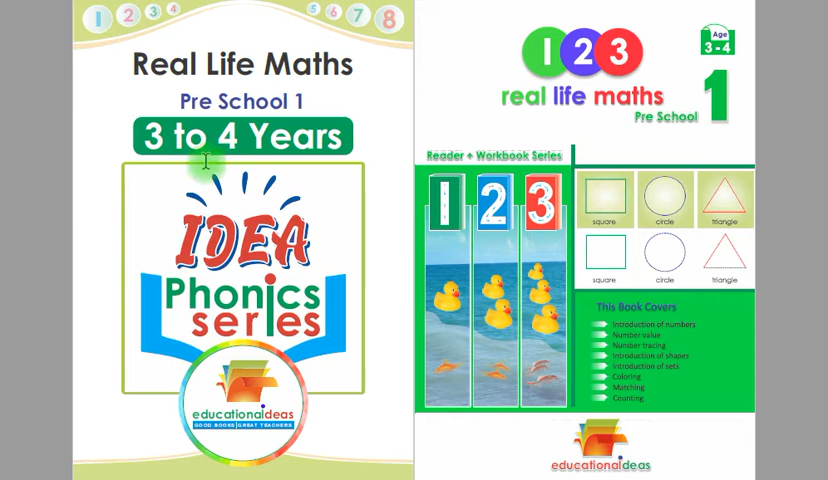 1 2 3 4 5 6 7 8
Real Life Maths
Pre School 1
3 to 4 Years
IDEA
Phonics
series
educationalideas
GOOD BOOKS | GREAT TEACHERS
1 2 3
real life maths
Pre School
1
Age
3 - 4
Reader + Workbook Series
1 2 3
square circle triangle
square circle triangle
This Book Covers
Introduction of numbers
Number value
Number tracing
Introduction of shapes
Introduction of sets
Coloring
Matching
Counting
educationalideas